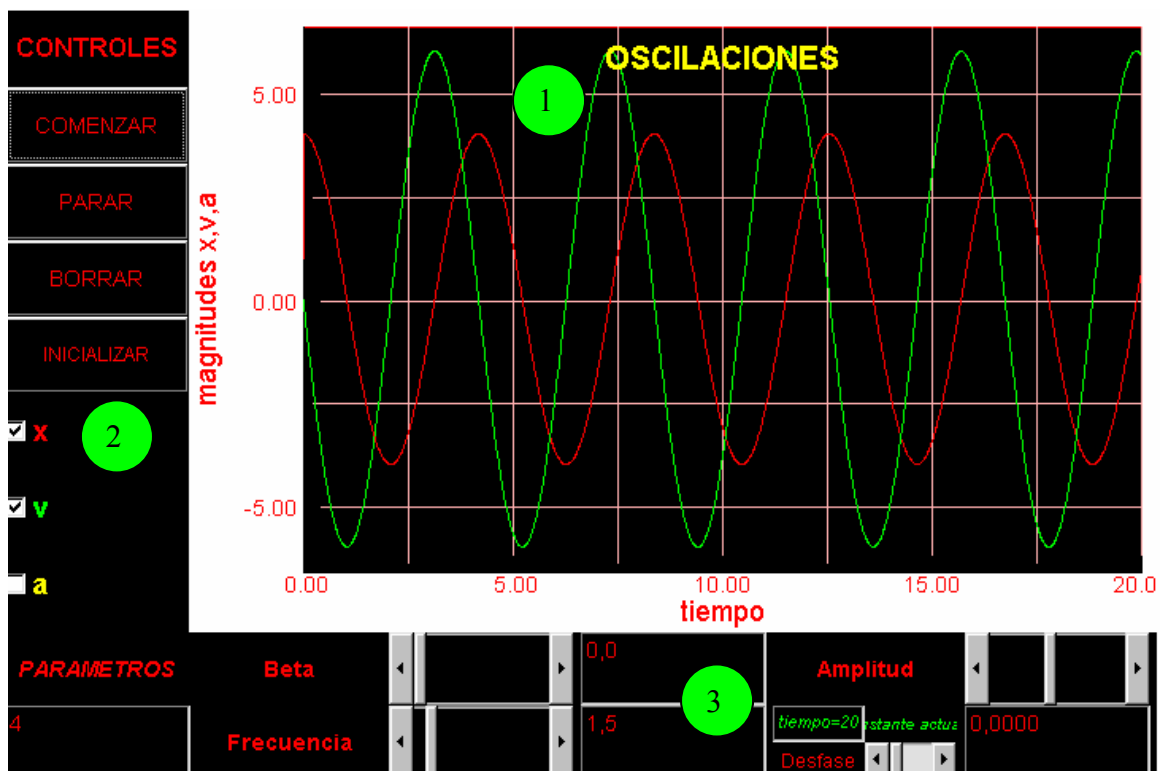 CONTROLES
COMENZAR
PARAR
BORRAR
INICIALIZAR
2
x
v
a
OSCILACIONES
1
magnitudes x,v,a
5.00
0.00
-5.00
0.00 5.00 10.00 15.00 20.0
tiempo
PARAMETROS Beta 0,0 Amplitud
3
4 Frecuencia 1,5 tiempo=20 stante actua 0,0000
Desfase